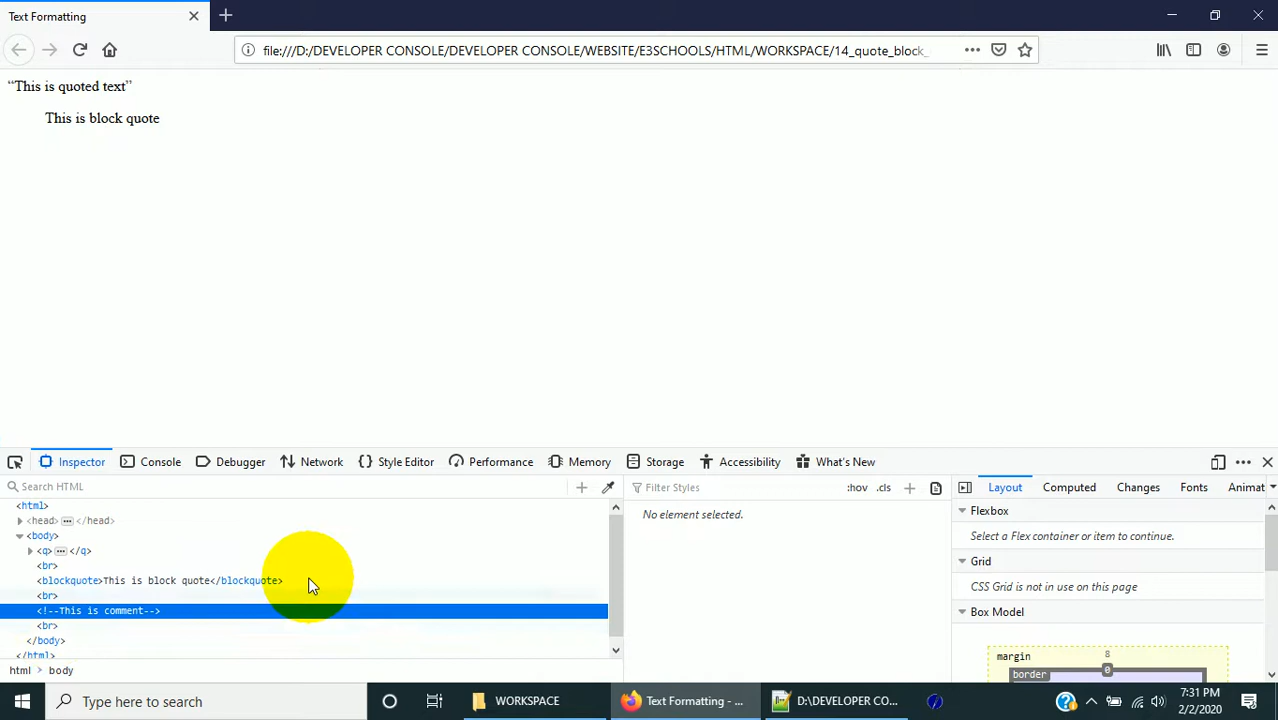 Text Formatting
file:///D:/DEVELOPER CONSOLE/DEVELOPER CONSOLE/WEBSITE/E3SCHOOLS/HTML/WORKSPACE/14_quote_block_
“This is quoted text”
This is block quote
Inspector Console Debugger Network {} Style Editor Performance Memory Storage Accessibility What's New
Search HTML
Filter Styles :hov .cls
Layout Computed Changes Fonts Animat
<html>
<head> ••• </head>
<body>
<q> ••• </q>
<br>
<blockquote>This is block quote</blockquote>
<br>
<!--This is comment-->
<br>
</body>
</html>
html > body
No element selected.
Flexbox
Select a Flex container or item to continue.
Grid
CSS Grid is not in use on this page
Box Model
margin 8
border 0
Type here to search
WORKSPACE
Text Formatting - ...
D:\DEVELOPER CO...
7:31 PM
2/2/2020